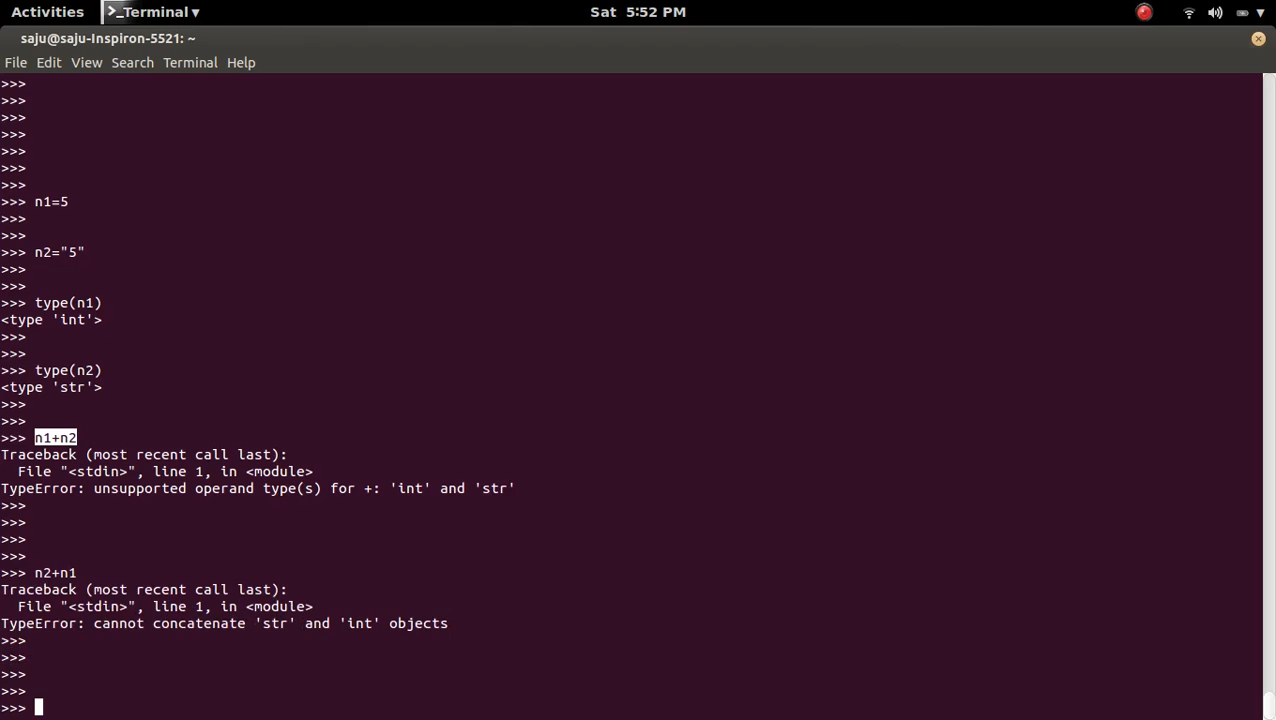 Activities >_Terminal ▾ Sat 5:52 PM ▾
saju@saju-Inspiron-5521: ~
File Edit View Search Terminal Help
>>>
>>>
>>>
>>>
>>>
>>>
>>>
>>> n1=5
>>>
>>>
>>> n2="5"
>>>
>>>
>>> type(n1)
<type 'int'>
>>>
>>>
>>> type(n2)
<type 'str'>
>>>
>>>
>>> n1+n2
Traceback (most recent call last):
  File "<stdin>", line 1, in <module>
TypeError: unsupported operand type(s) for +: 'int' and 'str'
>>>
>>>
>>>
>>>
>>> n2+n1
Traceback (most recent call last):
  File "<stdin>", line 1, in <module>
TypeError: cannot concatenate 'str' and 'int' objects
>>>
>>>
>>>
>>>
>>>